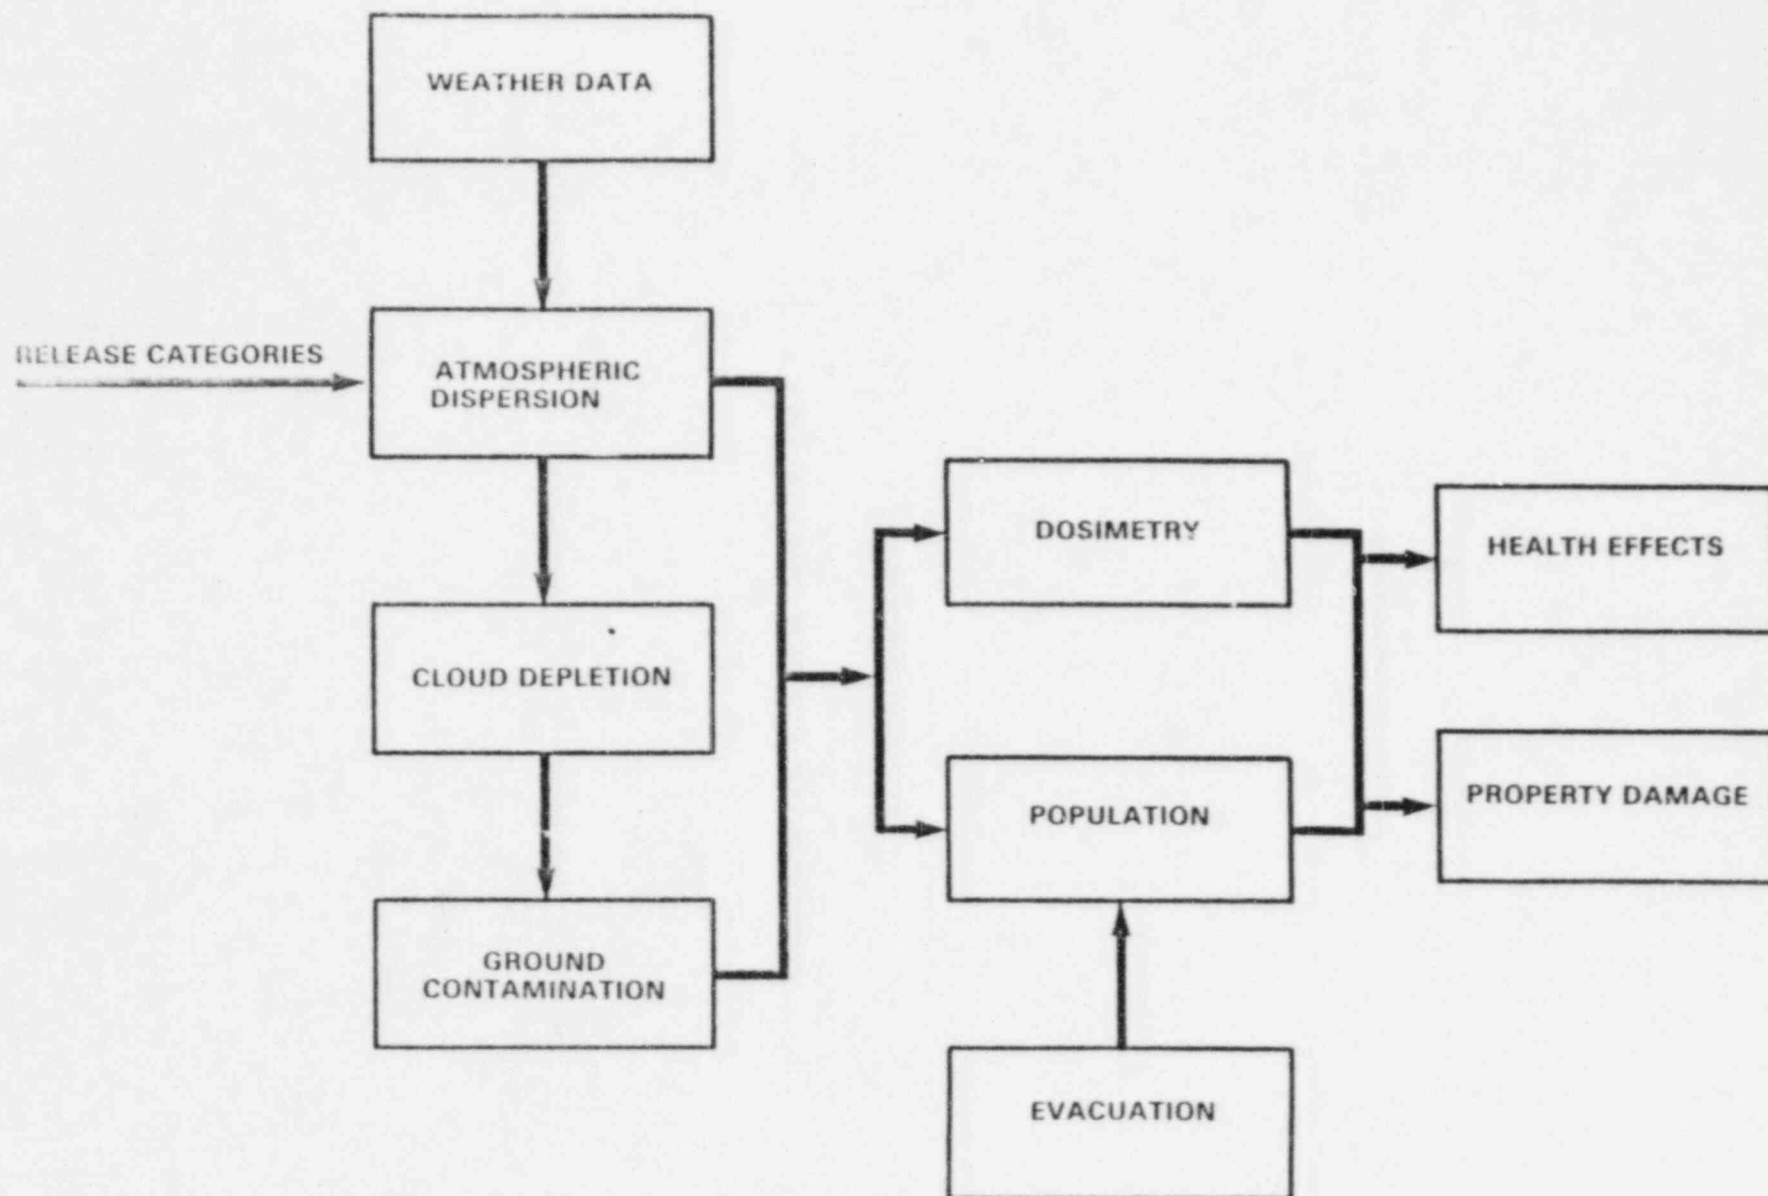 WEATHER DATA
RELEASE CATEGORIES
ATMOSPHERIC
DISPERSION
CLOUD DEPLETION
GROUND
CONTAMINATION
DOSIMETRY
POPULATION
EVACUATION
HEALTH EFFECTS
PROPERTY DAMAGE